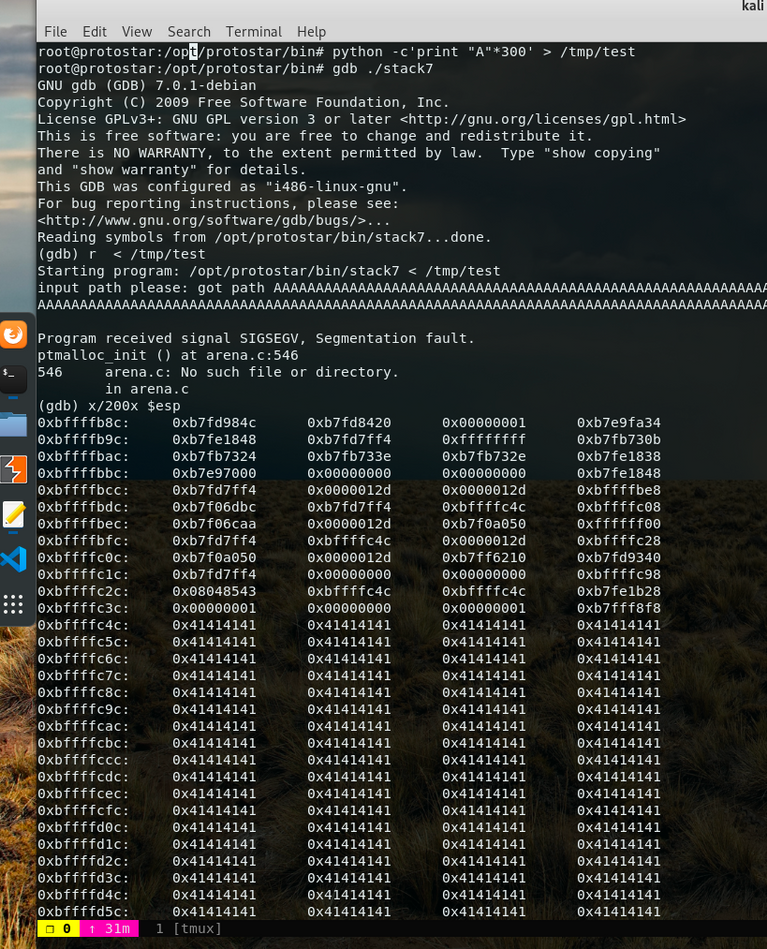 kali
File Edit View Search Terminal Help
root@protostar:/opt/protostar/bin# python -c'print "A"*300' > /tmp/test
root@protostar:/opt/protostar/bin# gdb ./stack7
GNU gdb (GDB) 7.0.1-debian
Copyright (C) 2009 Free Software Foundation, Inc.
License GPLv3+: GNU GPL version 3 or later <http://gnu.org/licenses/gpl.html>
This is free software: you are free to change and redistribute it.
There is NO WARRANTY, to the extent permitted by law.  Type "show copying"
and "show warranty" for details.
This GDB was configured as "i486-linux-gnu".
For bug reporting instructions, please see:
<http://www.gnu.org/software/gdb/bugs/>...
Reading symbols from /opt/protostar/bin/stack7...done.
(gdb) r  < /tmp/test
Starting program: /opt/protostar/bin/stack7 < /tmp/test
input path please: got path AAAAAAAAAAAAAAAAAAAAAAAAAAAAAAAAAAAAAAAAAAAAAAAAAAAAAAAAAAA
AAAAAAAAAAAAAAAAAAAAAAAAAAAAAAAAAAAAAAAAAAAAAAAAAAAAAAAAAAAAAAAAAAAAAAAAAAAAAAAAAAAAAAA
Program received signal SIGSEGV, Segmentation fault.
ptmalloc_init () at arena.c:546
546     arena.c: No such file or directory.
        in arena.c
(gdb) x/200x $esp
0xbffffb8c:     0xb7fd984c      0xb7fd8420      0x00000001      0xb7e9fa34
0xbffffb9c:     0xb7fe1848      0xb7fd7ff4      0xffffffff      0xb7fb730b
0xbffffbac:     0xb7fb7324      0xb7fb733e      0xb7fb732e      0xb7fe1838
0xbffffbbc:     0xb7e97000      0x00000000      0x00000000      0xb7fe1848
0xbffffbcc:     0xb7fd7ff4      0x0000012d      0x0000012d      0xbffffbe8
0xbffffbdc:     0xb7f06dbc      0xb7fd7ff4      0xbffffc4c      0xbffffc08
0xbffffbec:     0xb7f06caa      0x0000012d      0xb7f0a050      0xffffff00
0xbffffbfc:     0xb7fd7ff4      0xbffffc4c      0x0000012d      0xbffffc28
0xbffffc0c:     0xb7f0a050      0x0000012d      0xb7ff6210      0xb7fd9340
0xbffffc1c:     0xb7fd7ff4      0x00000000      0x00000000      0xbffffc98
0xbffffc2c:     0x08048543      0xbffffc4c      0xbffffc4c      0xb7fe1b28
0xbffffc3c:     0x00000001      0x00000000      0x00000001      0xb7fff8f8
0xbffffc4c:     0x41414141      0x41414141      0x41414141      0x41414141
0xbffffc5c:     0x41414141      0x41414141      0x41414141      0x41414141
0xbffffc6c:     0x41414141      0x41414141      0x41414141      0x41414141
0xbffffc7c:     0x41414141      0x41414141      0x41414141      0x41414141
0xbffffc8c:     0x41414141      0x41414141      0x41414141      0x41414141
0xbffffc9c:     0x41414141      0x41414141      0x41414141      0x41414141
0xbffffcac:     0x41414141      0x41414141      0x41414141      0x41414141
0xbffffcbc:     0x41414141      0x41414141      0x41414141      0x41414141
0xbffffccc:     0x41414141      0x41414141      0x41414141      0x41414141
0xbffffcdc:     0x41414141      0x41414141      0x41414141      0x41414141
0xbffffcec:     0x41414141      0x41414141      0x41414141      0x41414141
0xbffffcfc:     0x41414141      0x41414141      0x41414141      0x41414141
0xbffffd0c:     0x41414141      0x41414141      0x41414141      0x41414141
0xbffffd1c:     0x41414141      0x41414141      0x41414141      0x41414141
0xbffffd2c:     0x41414141      0x41414141      0x41414141      0x41414141
0xbffffd3c:     0x41414141      0x41414141      0x41414141      0x41414141
0xbffffd4c:     0x41414141      0x41414141      0x41414141      0x41414141
0xbffffd5c:     0x41414141      0x41414141      0x41414141      0x41414141
❐ 0  ↑ 31m  1 [tmux]